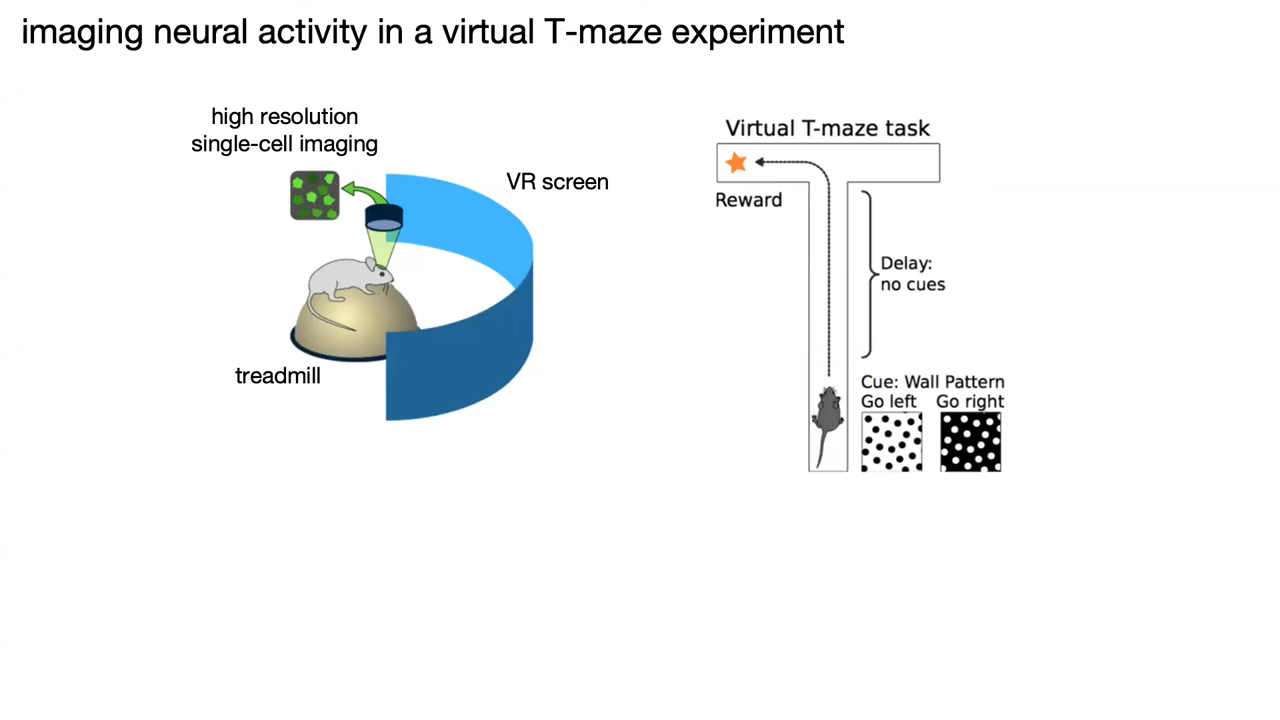 imaging neural activity in a virtual T-maze experiment
high resolution
single-cell imaging
VR screen
treadmill
Virtual T-maze task
Reward
Delay:
no cues
Cue: Wall Pattern
Go left Go right